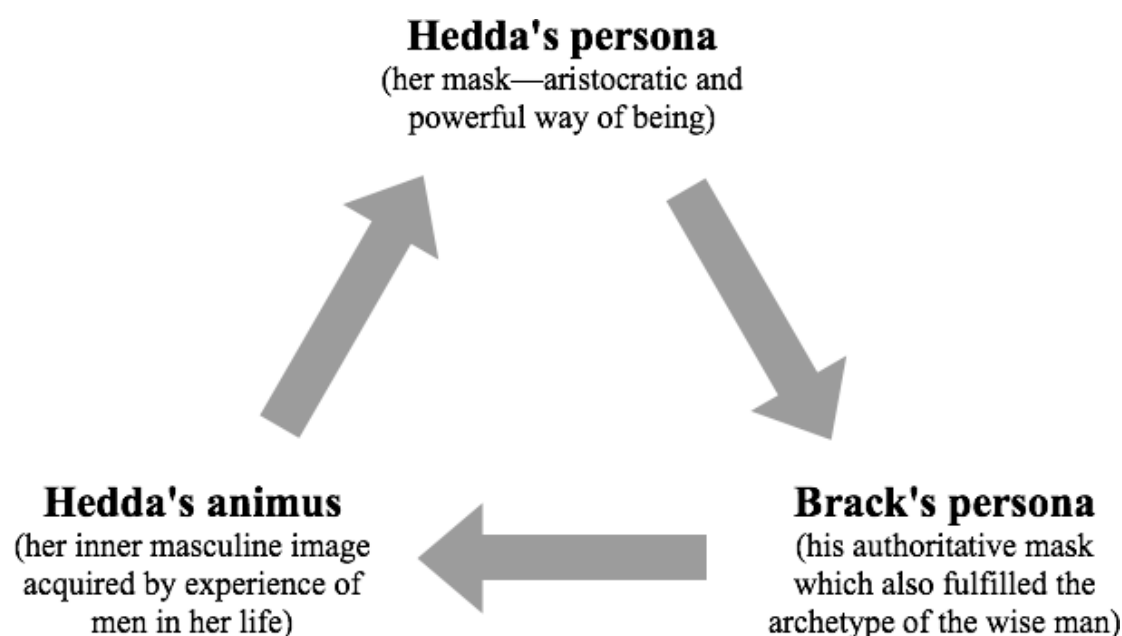 Hedda's persona
(her mask—aristocratic and
powerful way of being)
Hedda's animus
(her inner masculine image
acquired by experience of
men in her life)
Brack's persona
(his authoritative mask
which also fulfilled the
archetype of the wise man)